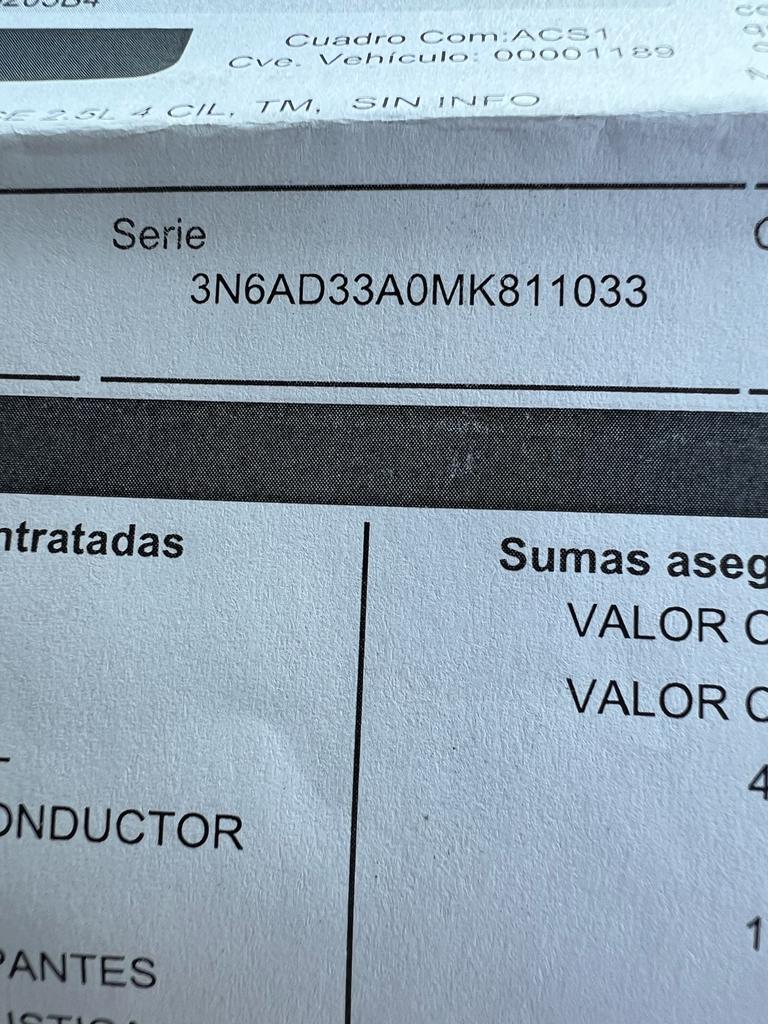 Cuadro Com:ACS1
Cve. Vehículo: 00001189
2.5L 4 CIL, TM, SIN INFO
Serie
3N6AD33A0MK811033
ntratadas
Sumas aseg
VALOR C
VALOR C
4
ONDUCTOR
1
PANTES